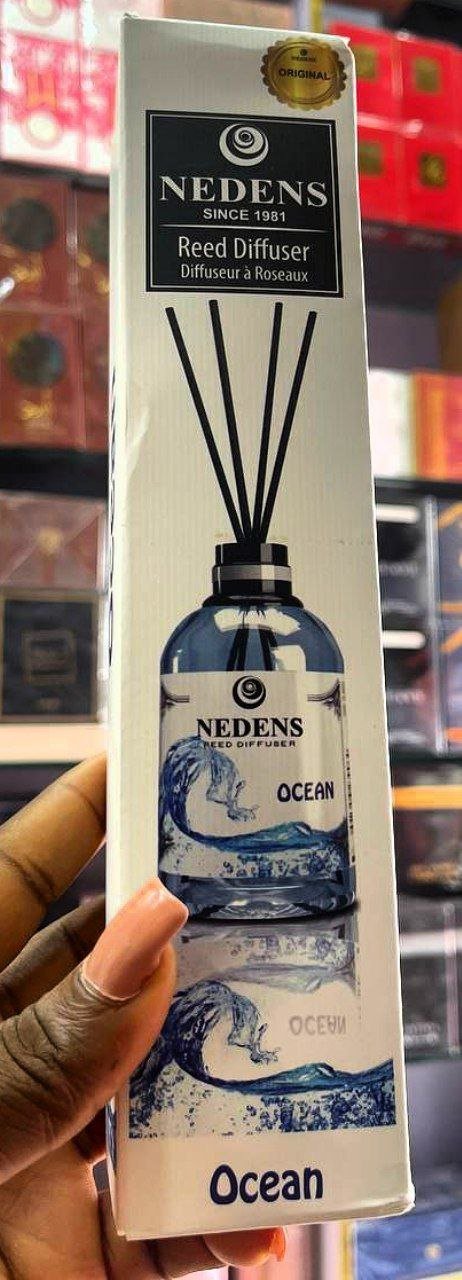 ORIGINAL
NEDENS
SINCE 1981
Reed Diffuser
Diffuseur à Roseaux
NEDENS
REED DIFFUSER
OCEAN
OCEAN
Ocean